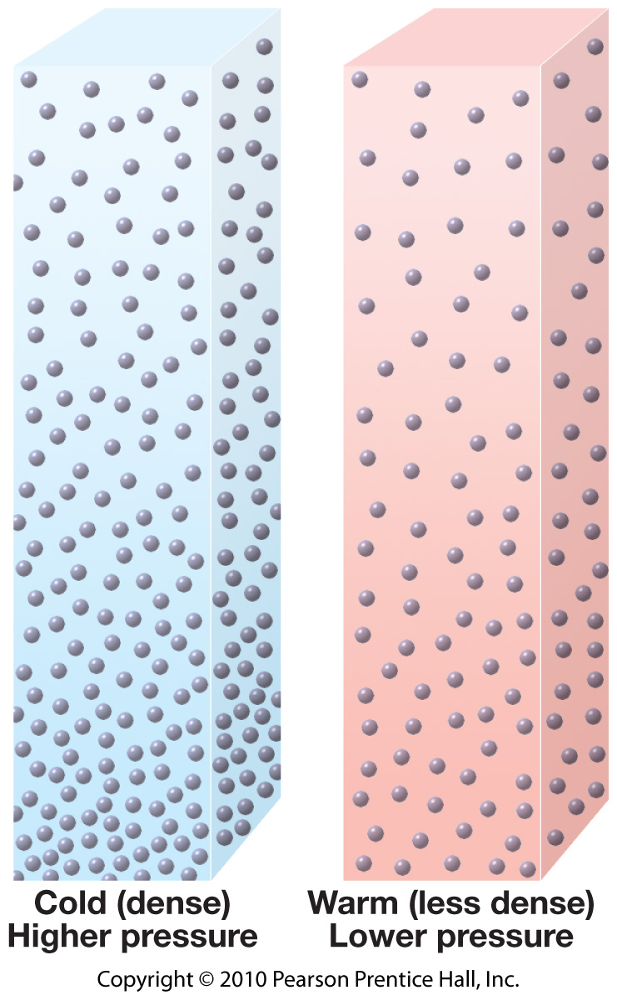 Cold (dense)
Higher pressure
Warm (less dense)
Lower pressure
Copyright © 2010 Pearson Prentice Hall, Inc.